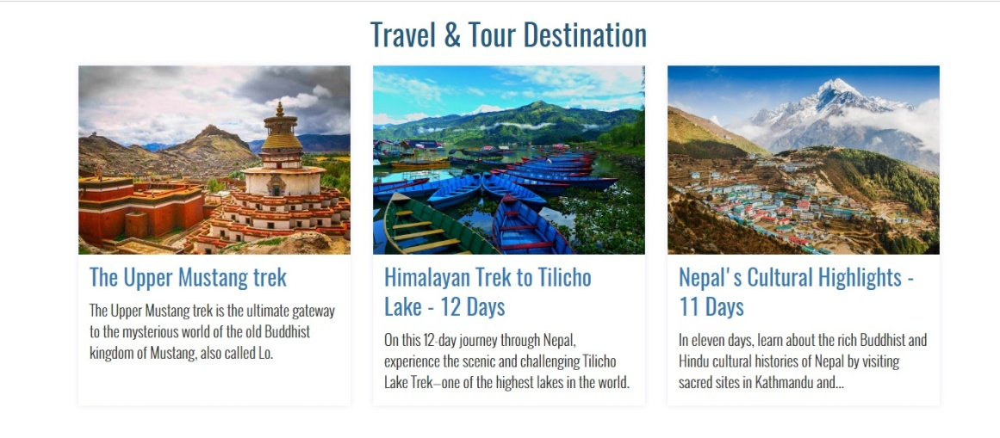 Travel & Tour Destination
The Upper Mustang trek
The Upper Mustang trek is the ultimate gateway
to the mysterious world of the old Buddhist
kingdom of Mustang, also called Lo.
Himalayan Trek to Tilicho
Lake - 12 Days
On this 12-day journey through Nepal,
experience the scenic and challenging Tilicho
Lake Trek—one of the highest lakes in the world.
Nepal's Cultural Highlights -
11 Days
In eleven days, learn about the rich Buddhist and
Hindu cultural histories of Nepal by visiting
sacred sites in Kathmandu and...